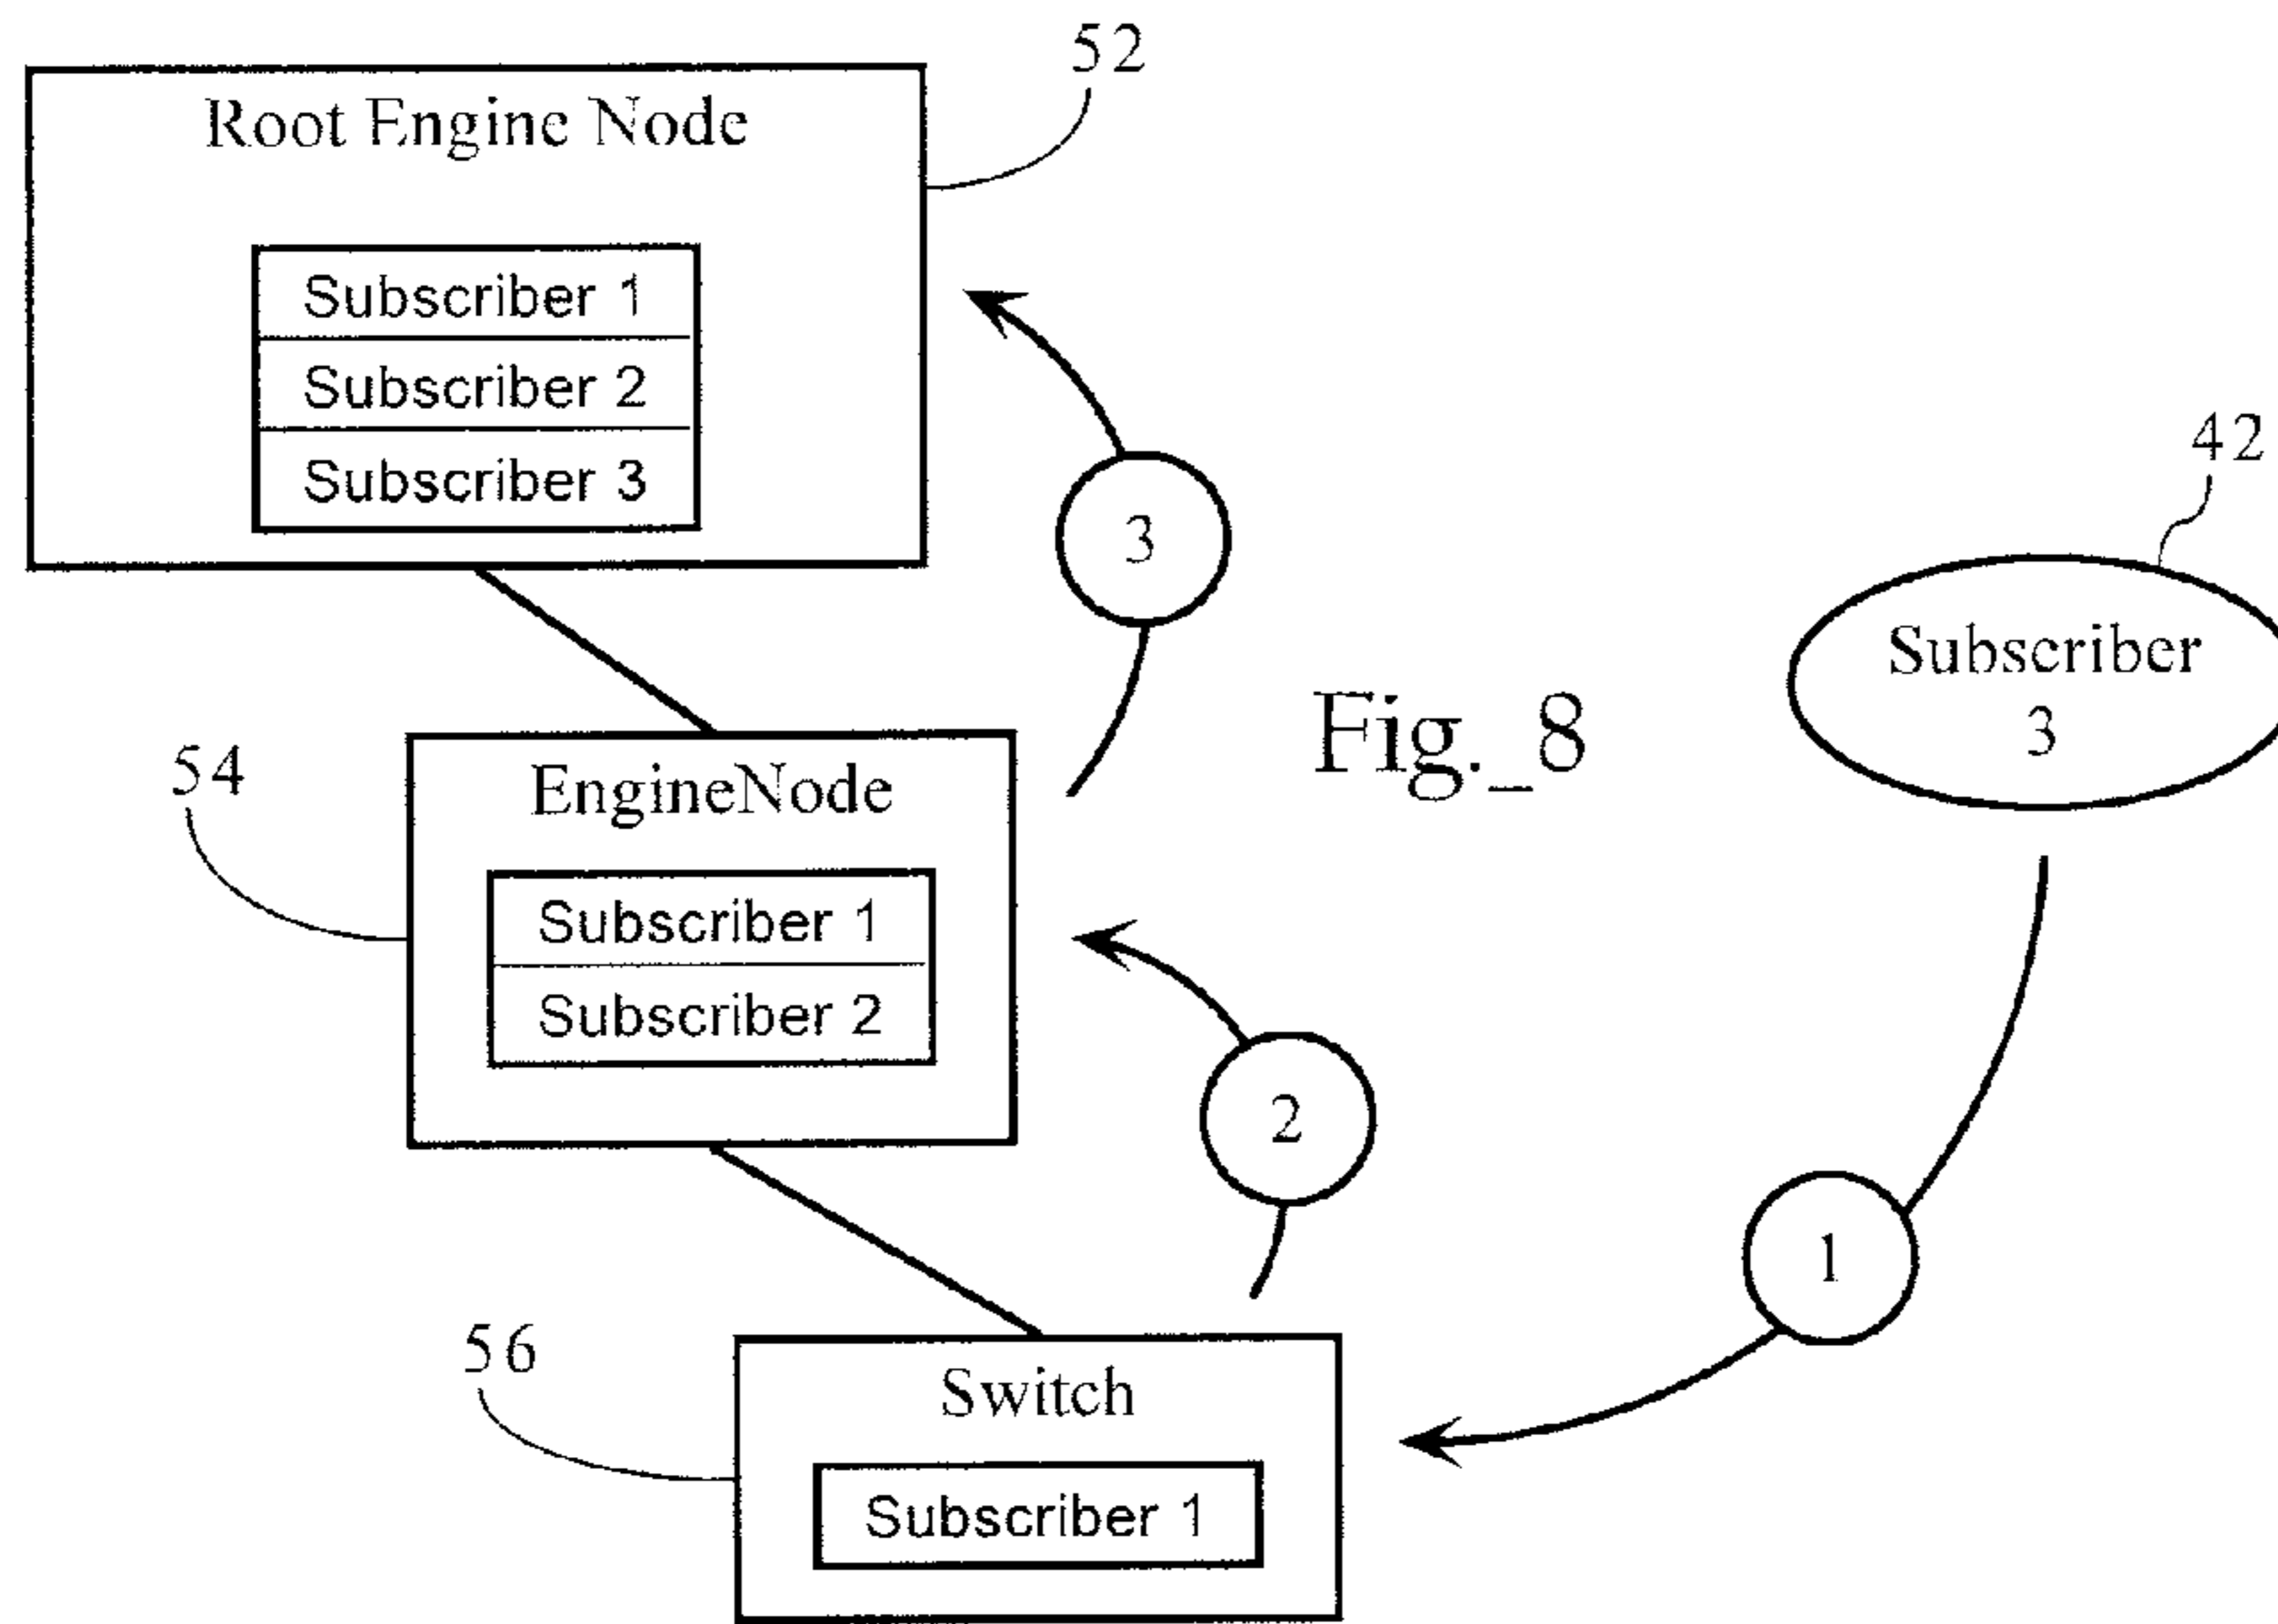 52
Root Engine Node
Subscriber 1
Subscriber 2
Subscriber 3
3
42
Subscriber
3
Fig._8
54
EngineNode
Subscriber 1
Subscriber 2
2
1
56
Switch
Subscriber 1